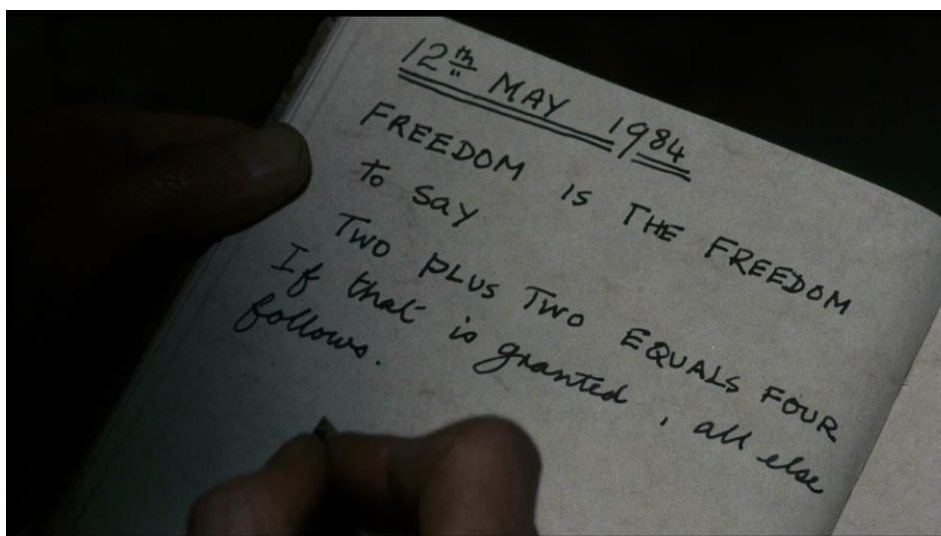 12th MAY 1984
FREEDOM IS THE FREEDOM
To SAY
TWO PLUS TWO EQUALS FOUR
If that is granted, all else
follows.